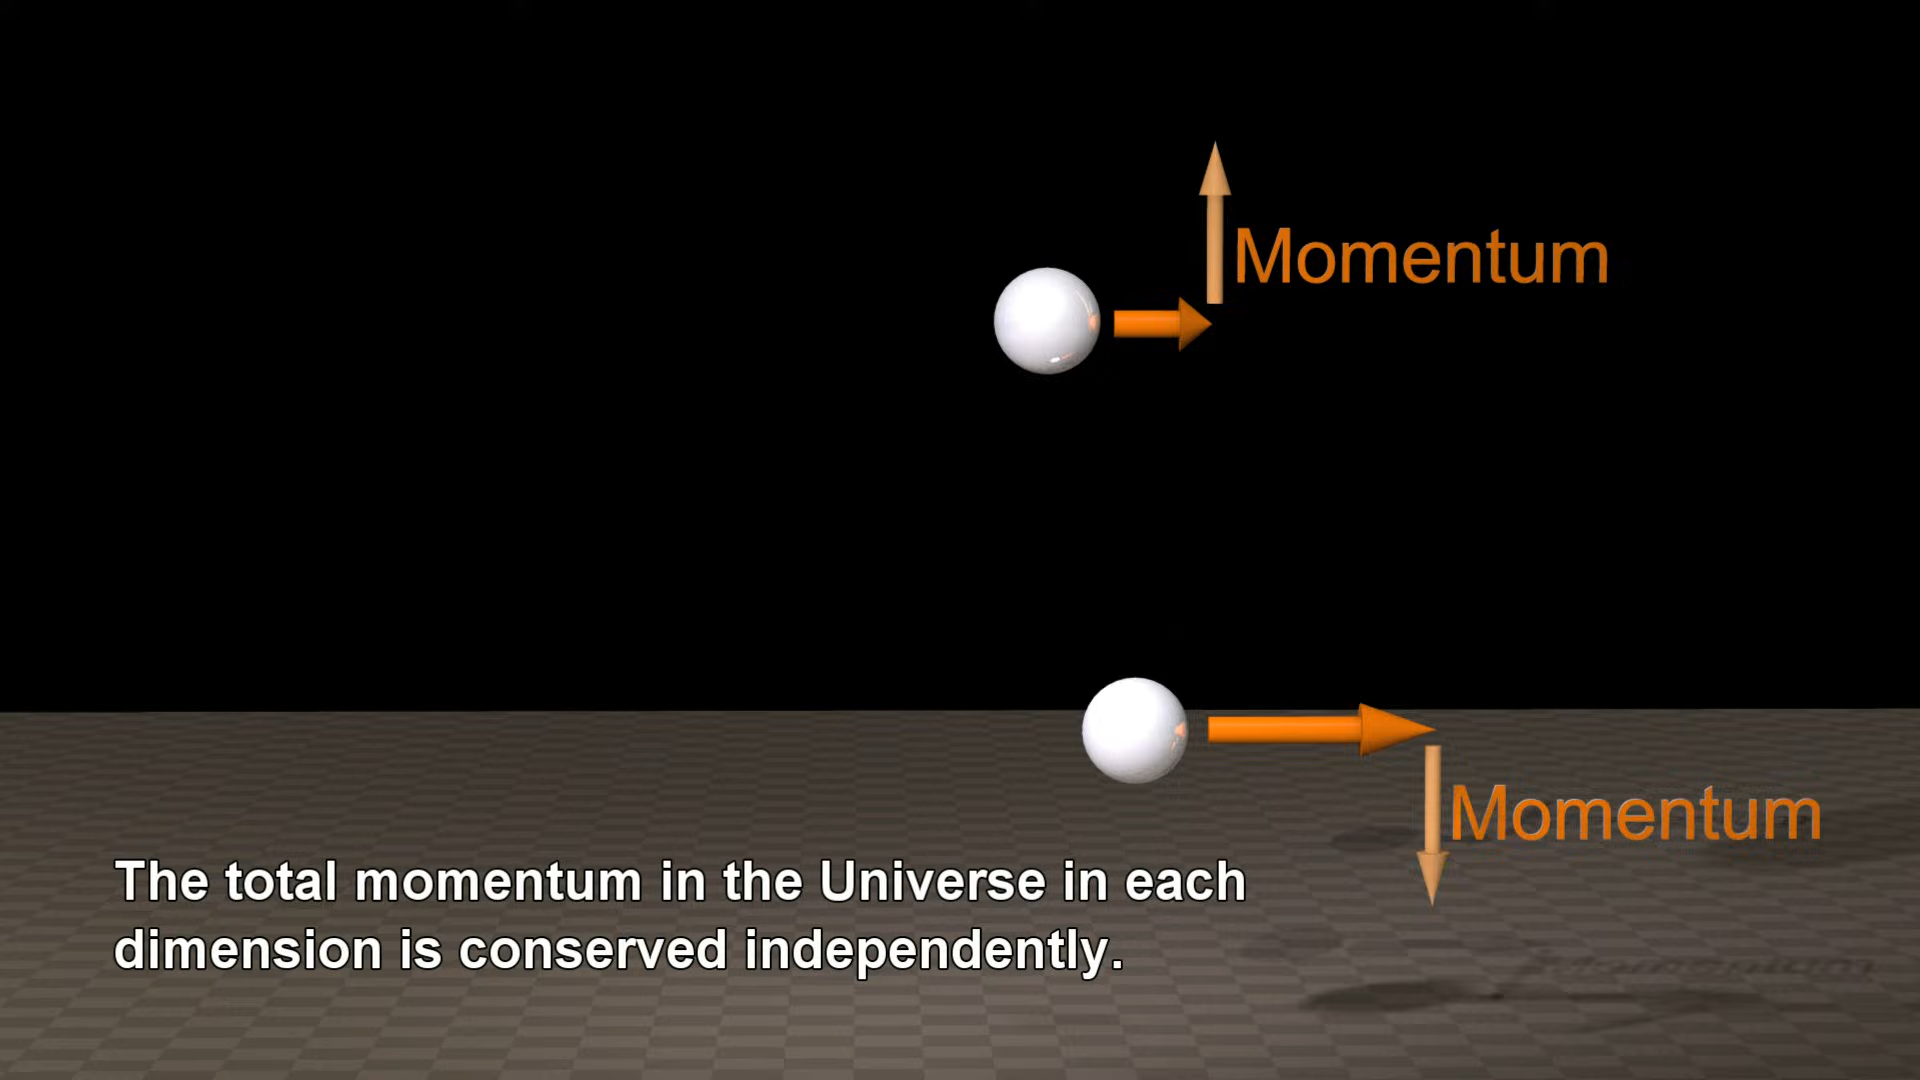 Momentum
Momentum
The total momentum in the Universe in each
dimension is conserved independently.